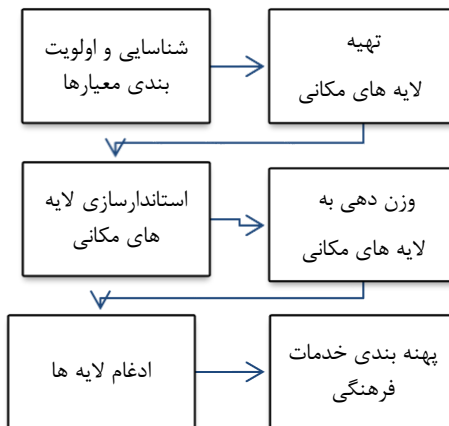 شناسایی و اولویت
بندی معیارها
تهیه
لایه های مکانی
استاندارسازی لایه
های مکانی
وزن دهی به
لایه های مکانی
ادغام لایه ها
پهنه بندی خدمات
فرهنگی